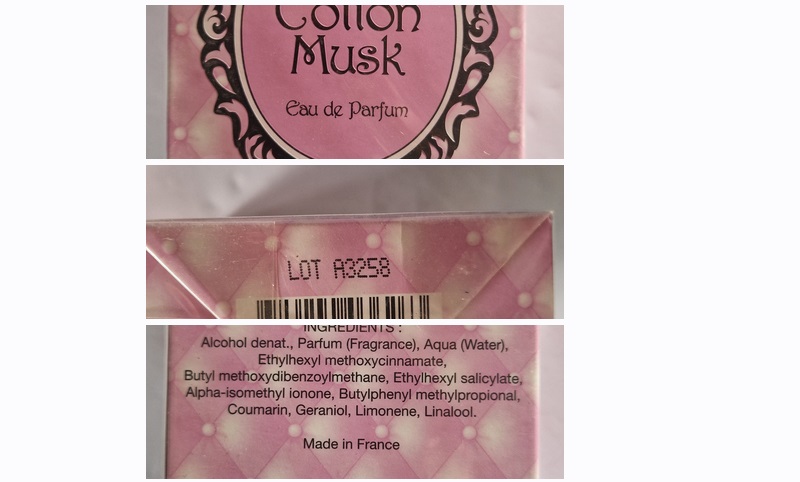 Cotton
Musk
Eau de Parfum
LOT A3258
INGREDIENTS :
Alcohol denat., Parfum (Fragrance), Aqua (Water),
Ethylhexyl methoxycinnamate,
Butyl methoxydibenzoylmethane, Ethylhexyl salicylate,
Alpha-isomethyl ionone, Butylphenyl methylpropional,
Coumarin, Geraniol, Limonene, Linalool.
Made in France